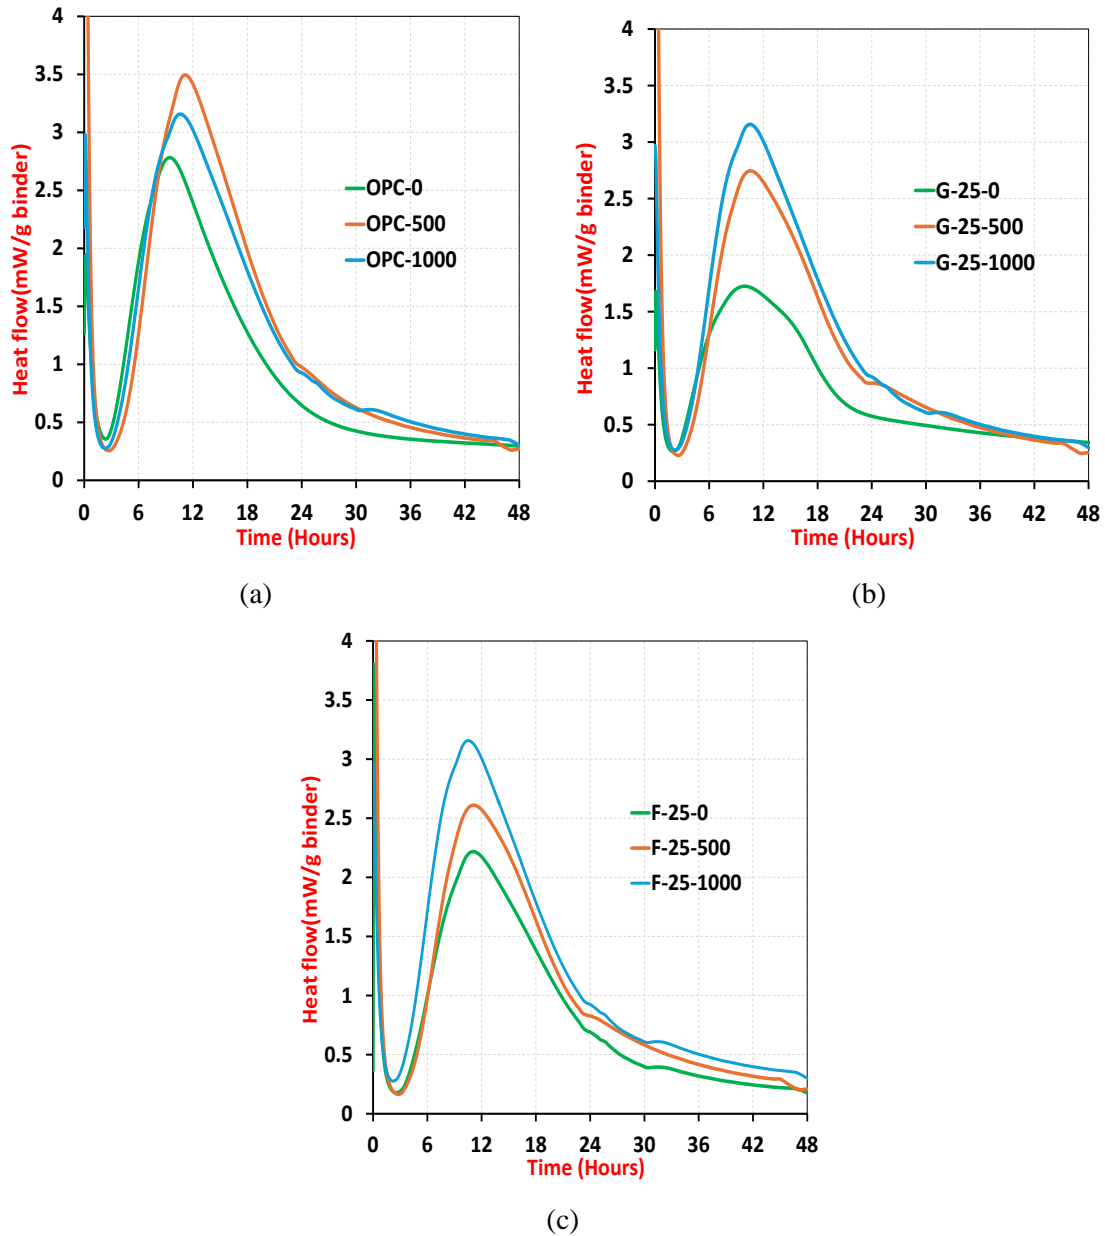 4
3.5
3
2.5
2
1.5
1
0.5
0
Heat flow(mW/g binder)
OPC-0
OPC-500
OPC-1000
0 6 12 18 24 30 36 42 48
Time (Hours)
(a)
4
3.5
3
2.5
2
1.5
1
0.5
0
Heat flow(mW/g binder)
G-25-0
G-25-500
G-25-1000
0 6 12 18 24 30 36 42 48
Time (Hours)
(b)
4
3.5
3
2.5
2
1.5
1
0.5
0
Heat flow(mW/g binder)
F-25-0
F-25-500
F-25-1000
0 6 12 18 24 30 36 42 48
Time (Hours)
(c)